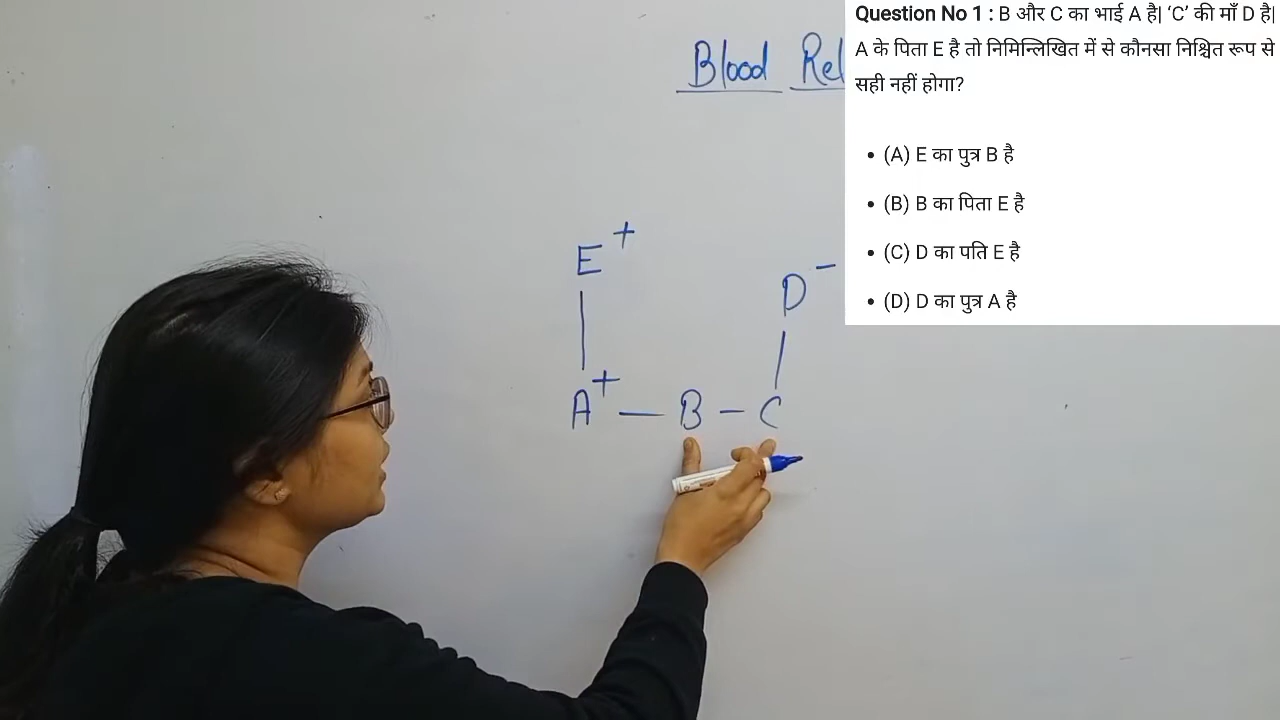 Question No 1 : B और C का भाई A है| ‘C’ की माँ D है|
A के पिता E है तो निमिन्लिखित में से कौनसा निश्चित रूप से
सही नहीं होगा?
• (A) E का पुत्र B है
• (B) B का पिता E है
• (C) D का पति E है
• (D) D का पुत्र A है
Blood Rel
E +
D -
A + — B - C